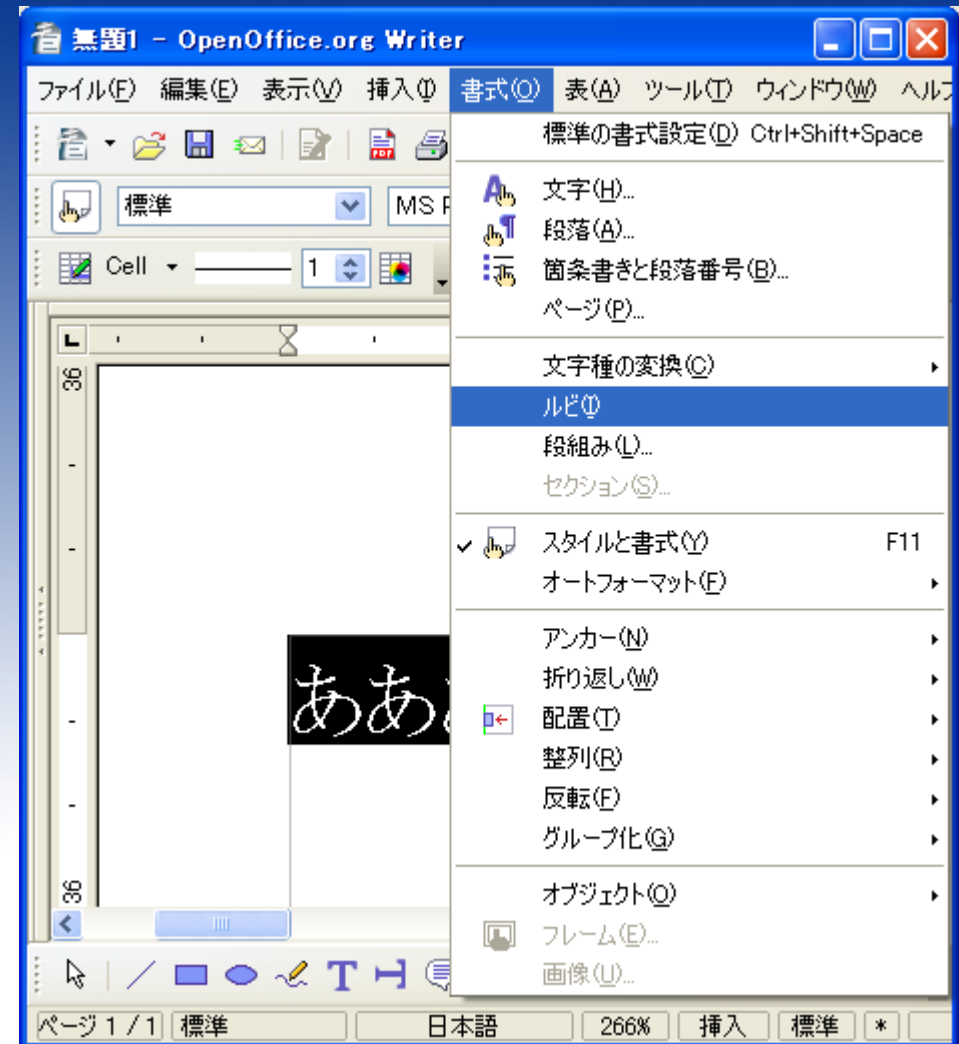 無題1 - OpenOffice.org Writer
ファイル(F) 編集(E) 表示(V) 挿入(I) 書式(O) 表(A) ツール(T) ウィンドウ(W) ヘル
標準の書式設定(D) Ctrl+Shift+Space
PDF
標準 MS P
文字(H)...
段落(A)...
Cell 1
箇条書きと段落番号(B)...
ページ(P)...
文字種の変換(C)
36
ルビ(I)
段組み(L)...
セクション(S)...
スタイルと書式(Y) F11
オートフォーマット(F)
アンカー(N)
折り返し(W)
ああ
配置(T)
整列(R)
反転(F)
グループ化(G)
36
オブジェクト(O)
フレーム(E)...
画像(U)...
ページ 1 / 1 標準 日本語 266% 挿入 標準 *